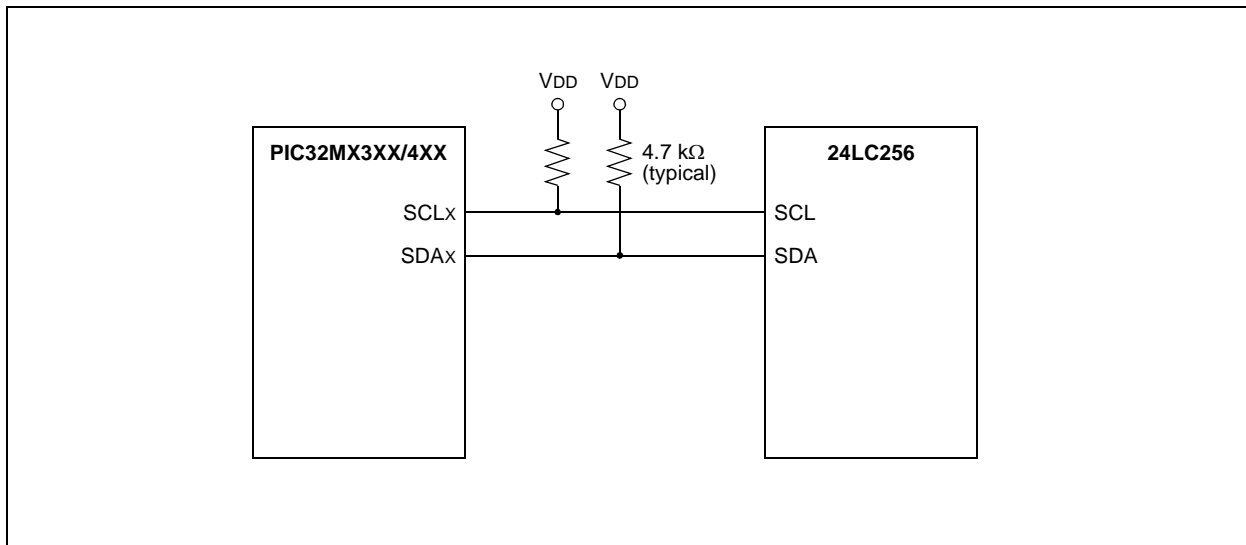 VDD VDD
PIC32MX3XX/4XX
4.7 kΩ
(typical)
24LC256
SCLX
SCL
SDAX
SDA